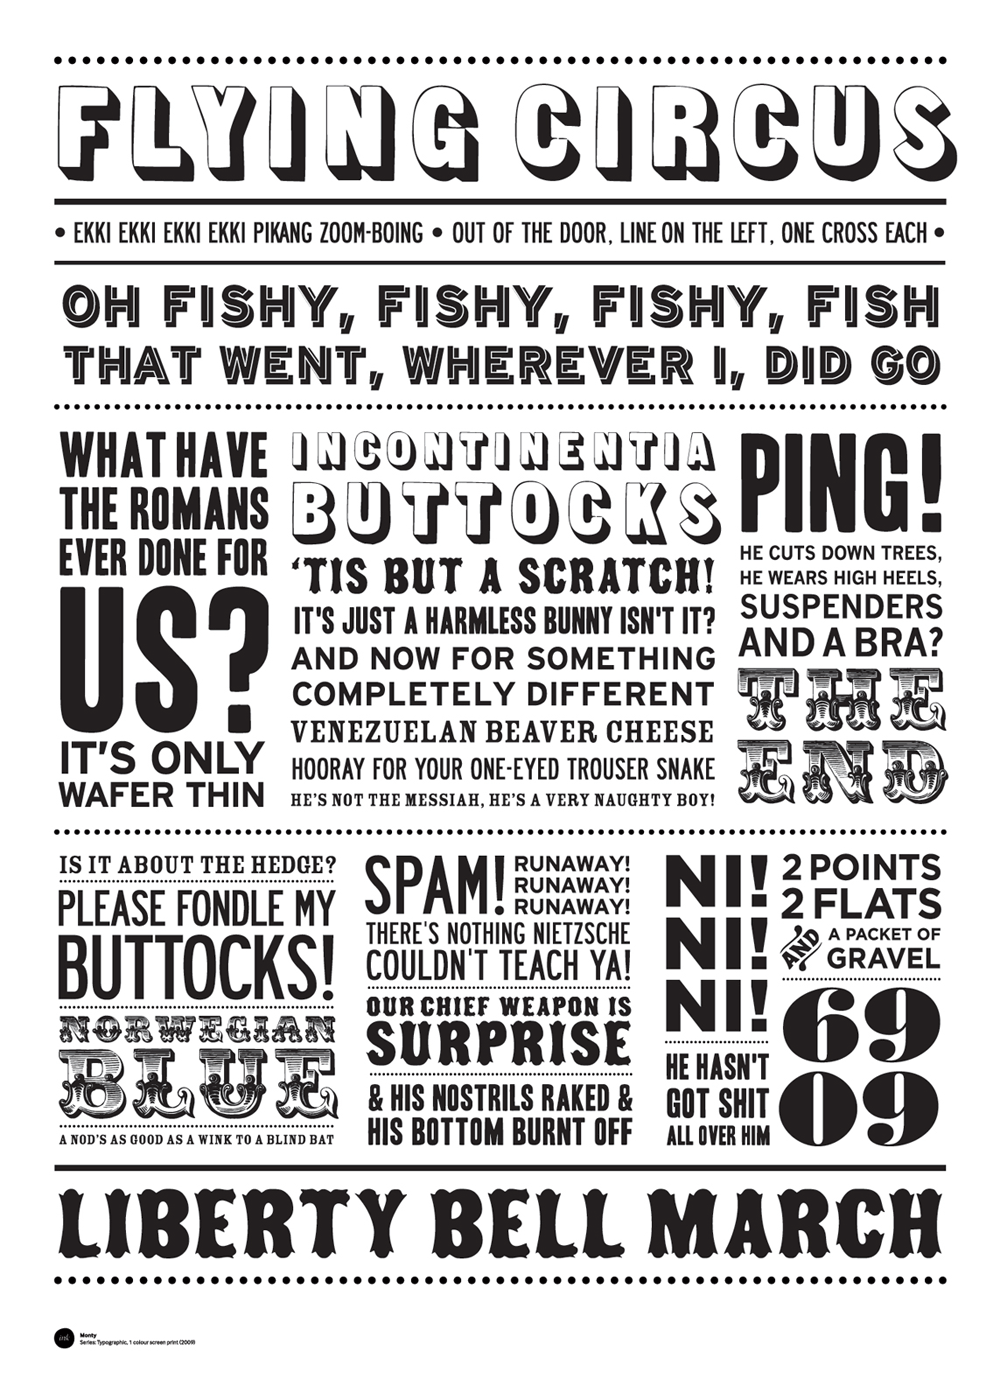 FLYING CIRCUS
• EKKI EKKI EKKI EKKI PIKANG ZOOM-BOING • OUT OF THE DOOR, LINE ON THE LEFT, ONE CROSS EACH •
OH FISHY, FISHY, FISHY, FISH
THAT WENT, WHEREVER I, DID GO
WHAT HAVE
THE ROMANS
EVER DONE FOR
US?
IT'S ONLY
WAFER THIN
INCONTINENTIA
BUTTOCKS
'TIS BUT A SCRATCH!
IT'S JUST A HARMLESS BUNNY ISN'T IT?
AND NOW FOR SOMETHING
COMPLETELY DIFFERENT
VENEZUELAN BEAVER CHEESE
HOORAY FOR YOUR ONE-EYED TROUSER SNAKE
HE'S NOT THE MESSIAH, HE'S A VERY NAUGHTY BOY!
PING!
HE CUTS DOWN TREES,
HE WEARS HIGH HEELS,
SUSPENDERS
AND A BRA?
THE
END
IS IT ABOUT THE HEDGE?
PLEASE FONDLE MY
BUTTOCKS!
NORWEGIAN
BLUE
A NOD'S AS GOOD AS A WINK TO A BLIND BAT
SPAM!
RUNAWAY!
RUNAWAY!
RUNAWAY!
THERE'S NOTHING NIETZSCHE
COULDN'T TEACH YA!
OUR CHIEF WEAPON IS
SURPRISE
& HIS NOSTRILS RAKED &
HIS BOTTOM BURNT OFF
NI!
NI!
NI!
HE HASN'T
GOT SHIT
ALL OVER HIM
2 POINTS
2 FLATS
AND A PACKET OF
GRAVEL
69
09
LIBERTY BELL MARCH
ink
Monty
Series: Typographic, 1 colour screen print (2009)